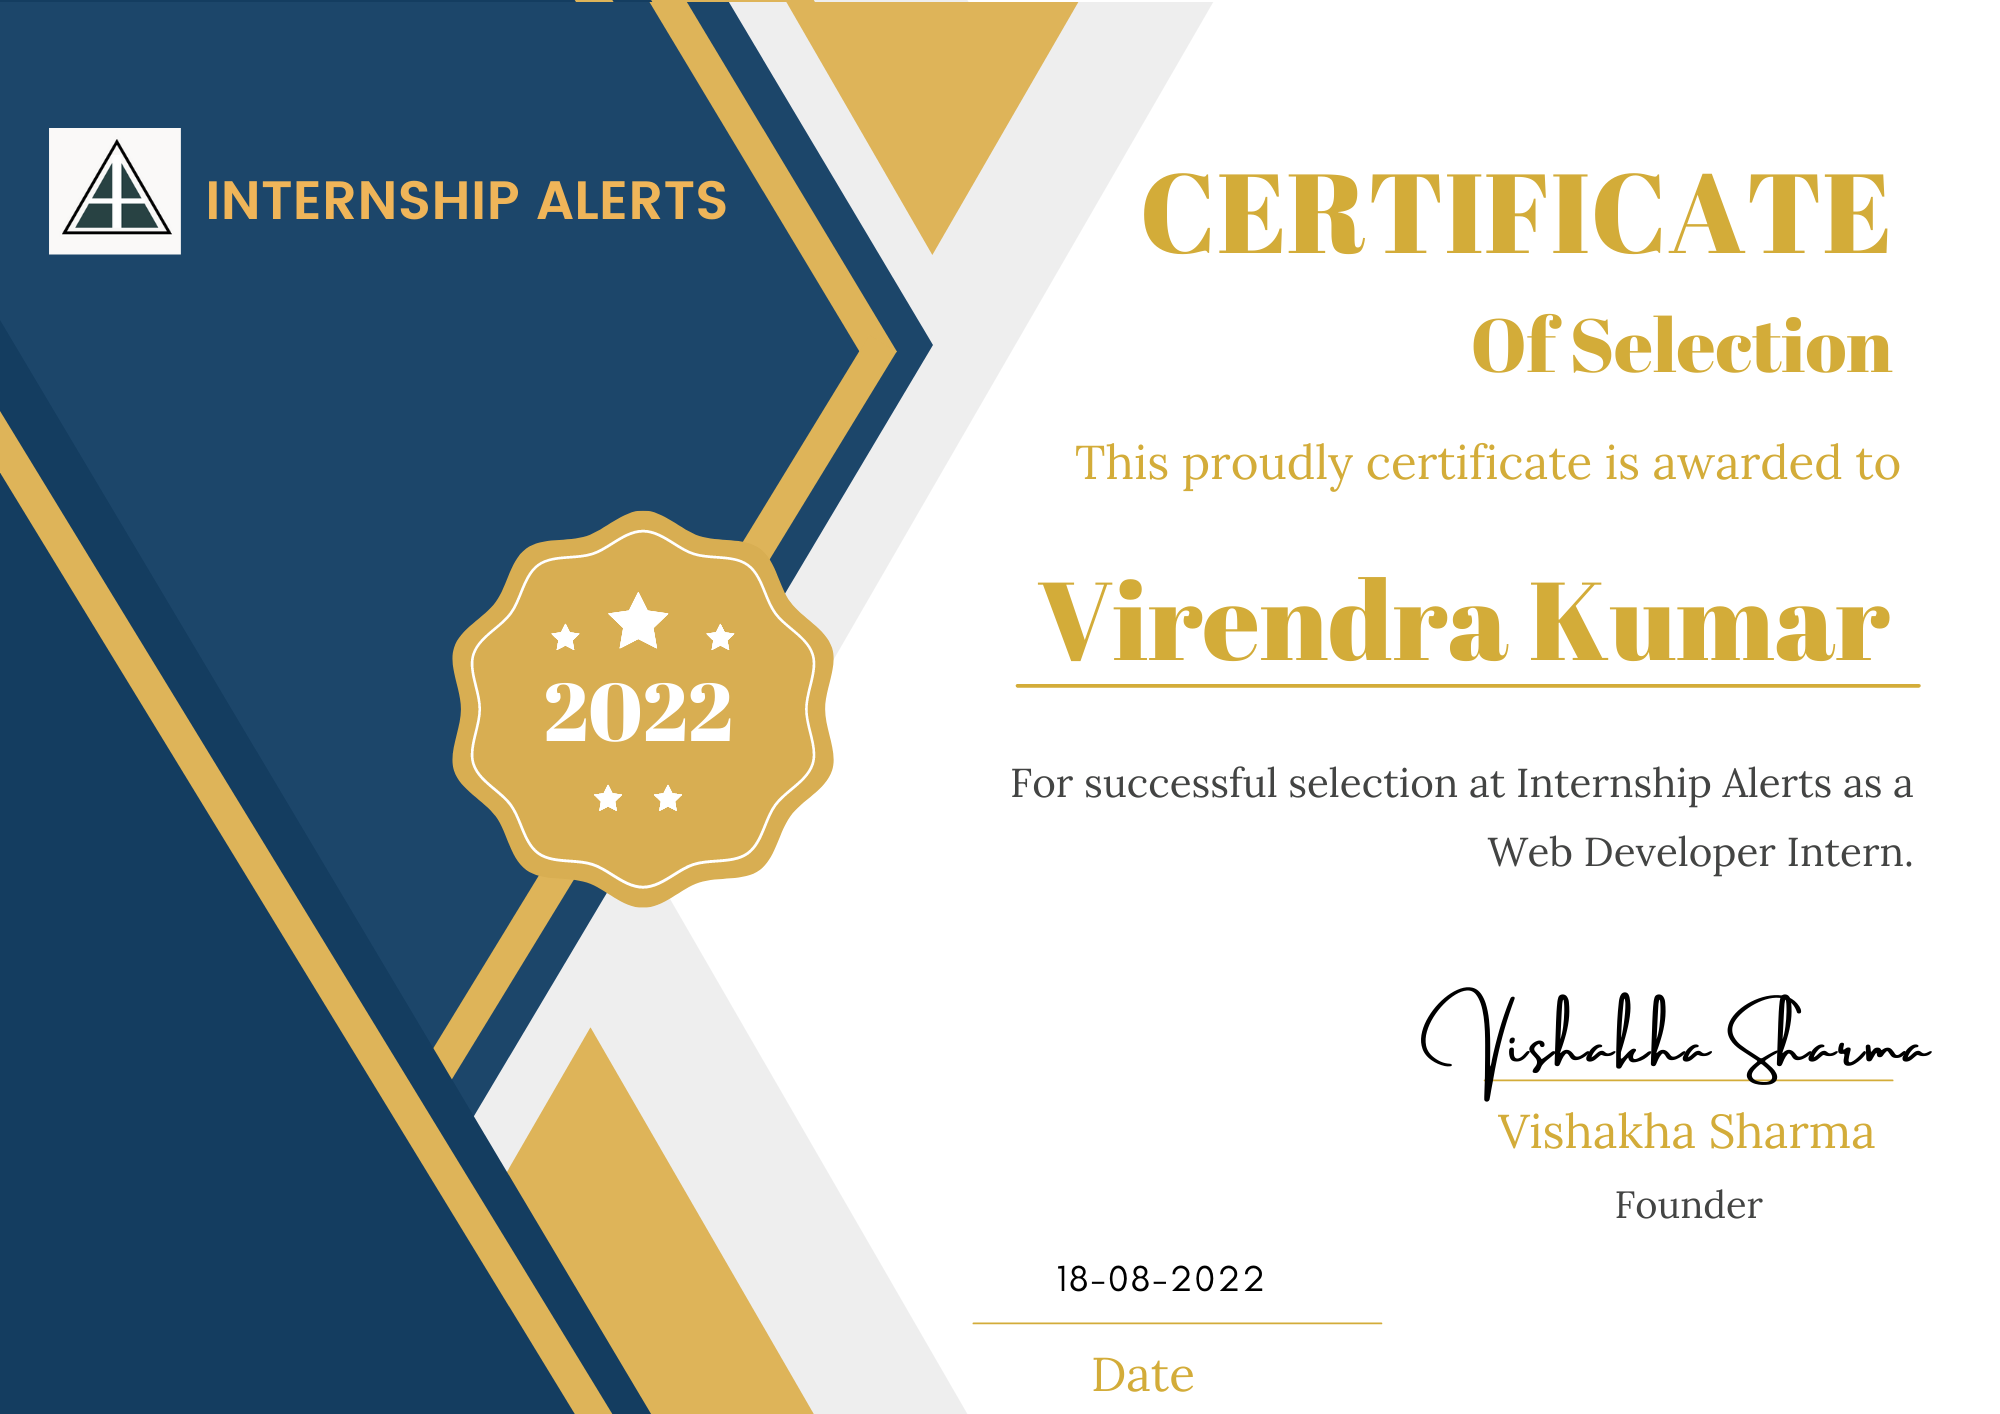 INTERNSHIP ALERTS
CERTIFICATE
Of Selection
This proudly certificate is awarded to
Virendra Kumar
2022
For successful selection at Internship Alerts as a
Web Developer Intern.
Vishakha Sharma
Vishakha Sharma
Founder
18-08-2022
Date